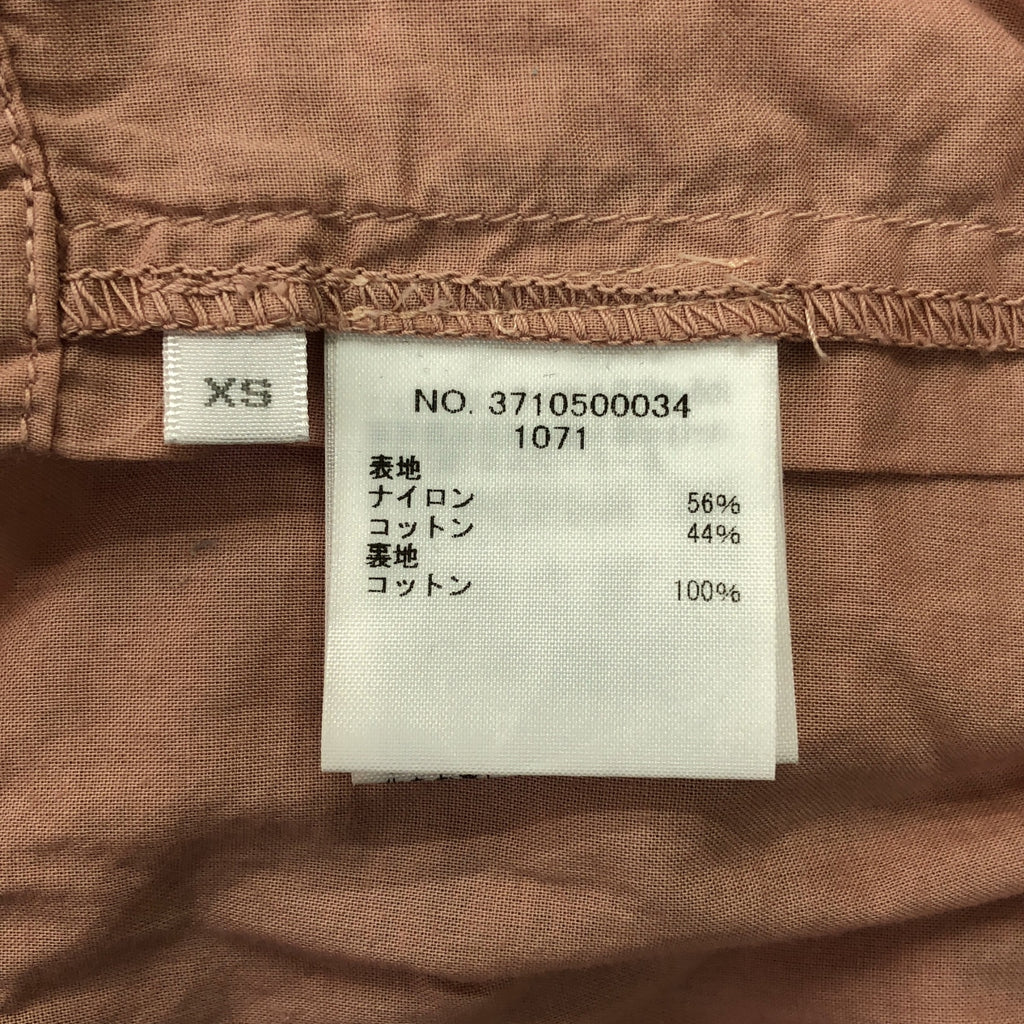 XS
NO. 3710500034
1071
表地
ナイロン 56%
コットン 44%
裏地
コットン 100%